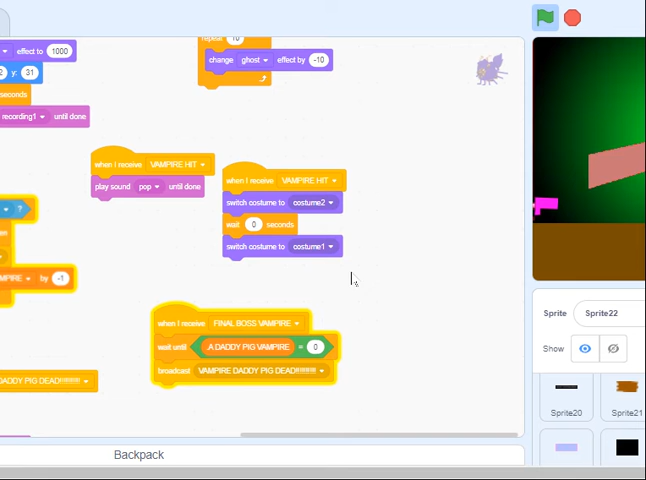 effect to 1000
repeat 10
change ghost effect by -10
2 y: 31
seconds
recording1 until done
when I receive VAMPIRE HIT
play sound pop until done
when I receive VAMPIRE HIT
switch costume to costume2
wait 0 seconds
switch costume to costume1
?
en
MPIRE by -1
when I receive FINAL BOSS VAMPIRE
wait until A DADDY PIG VAMPIRE = 0
broadcast VAMPIRE DADDY PIG DEAD!!!!!!!!!
DADDY PIG DEAD!!!!!!!!!
Backpack
Sprite Sprite22
Show
Sprite20 Sprite21